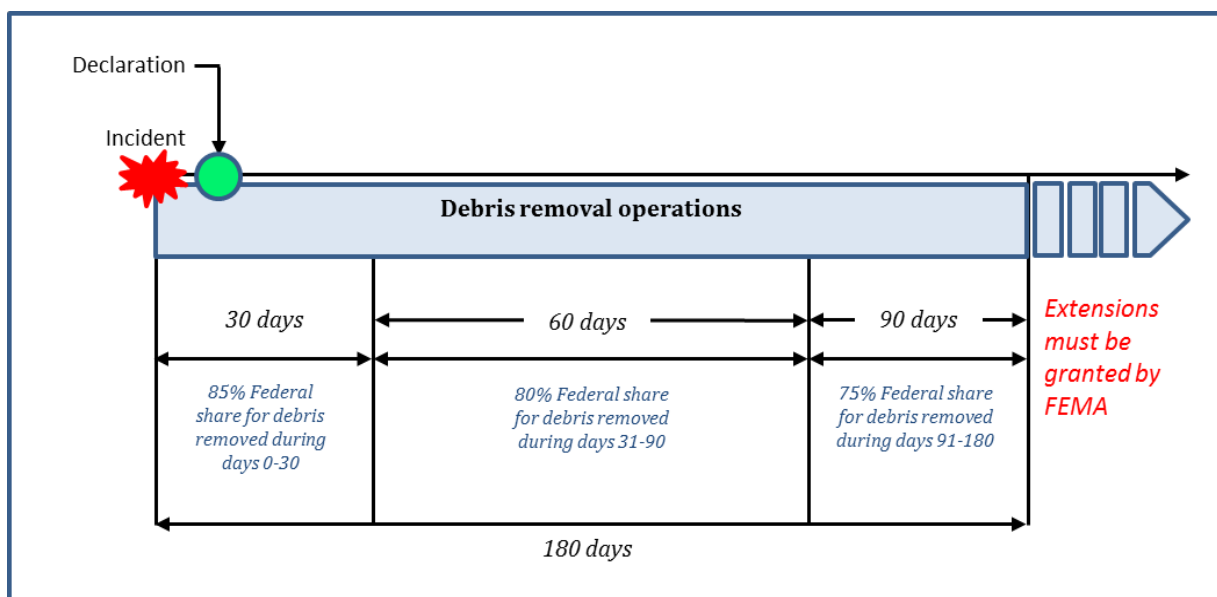 Declaration
Incident
Debris removal operations
30 days
60 days
90 days
Extensions
must be
granted by
FEMA
85% Federal
share for debris
removed during
days 0-30
80% Federal share
for debris removed
during days 31-90
75% Federal share
for debris removed
during days 91-180
180 days